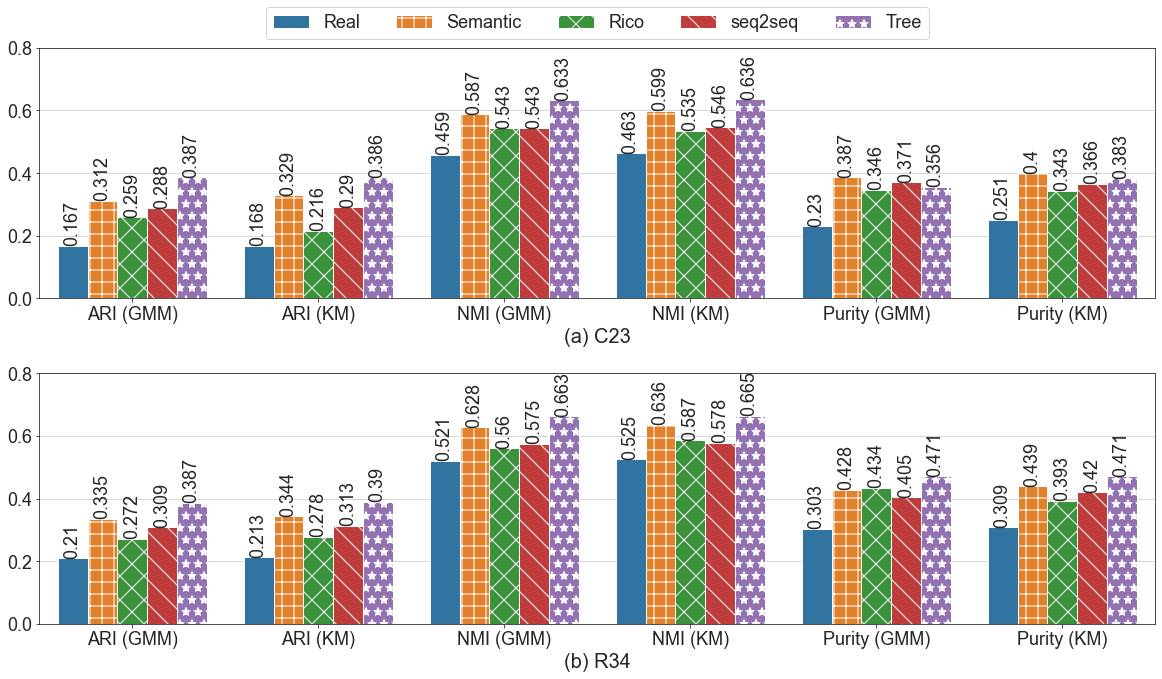 Real Semantic Rico seq2seq Tree
0.8
0.6
0.4
0.2
0.0
0.167 0.312 0.259 0.288 0.387
0.168 0.329 0.216 0.29 0.386
0.459 0.587 0.543 0.543 0.633
0.463 0.599 0.535 0.546 0.636
0.23 0.387 0.346 0.371 0.356
0.251 0.4 0.343 0.366 0.383
ARI (GMM) ARI (KM) NMI (GMM) NMI (KM) Purity (GMM) Purity (KM)
(a) C23
0.8
0.6
0.4
0.2
0.0
0.21 0.335 0.272 0.309 0.387
0.213 0.344 0.278 0.313 0.39
0.521 0.628 0.56 0.575 0.663
0.525 0.636 0.587 0.578 0.665
0.303 0.428 0.434 0.405 0.471
0.309 0.439 0.393 0.42 0.471
ARI (GMM) ARI (KM) NMI (GMM) NMI (KM) Purity (GMM) Purity (KM)
(b) R34